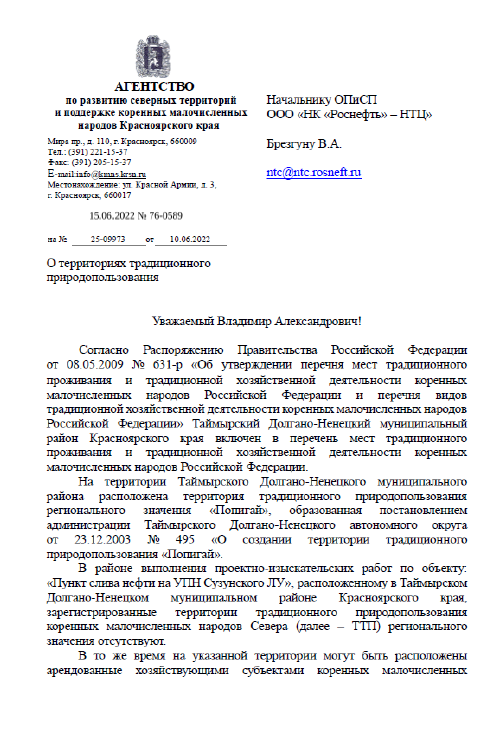 АГЕНТСТВО
по развитию северных территорий
и поддержке коренных малочисленных
народов Красноярского края
Мира пр., д. 110, г. Красноярск, 660009
Тел.: (391) 221-15-37
Факс: (391) 205-15-37
E-mail:info@kmns.krsn.ru
Местонахождение: ул. Красной Армии, д. 3,
г. Красноярск, 660017
15.06.2022 № 76-0589
на № 25-09973 от 10.06.2022
О территориях традиционного
природопользования
Начальнику ОПиСП
ООО «НК «Роснефть» – НТЦ»
Брезгуну В.А.
ntc@ntc.rosneft.ru
Уважаемый Владимир Александрович!
Согласно Распоряжению Правительства Российской Федерации
от 08.05.2009 № 631-р «Об утверждении перечня мест традиционного
проживания и традиционной хозяйственной деятельности коренных
малочисленных народов Российской Федерации и перечня видов
традиционной хозяйственной деятельности коренных малочисленных народов
Российской Федерации» Таймырский Долгано-Ненецкий муниципальный
район Красноярского края включен в перечень мест традиционного
проживания и традиционной хозяйственной деятельности коренных
малочисленных народов Российской Федерации.
На территории Таймырского Долгано-Ненецкого муниципального
района расположена территория традиционного природопользования
регионального значения «Попигай», образованная постановлением
администрации Таймырского Долгано-Ненецкого автономного округа
от 23.12.2003 № 495 «О создании территории традиционного
природопользования «Попигай».
В районе выполнения проектно-изыскательских работ по объекту:
«Пункт слива нефти на УПН Сузунского ЛУ», расположенному в Таймырском
Долгано-Ненецком муниципальном районе Красноярского края,
зарегистрированные территории традиционного природопользования
коренных малочисленных народов Севера (далее – ТТП) регионального
значения отсутствуют.
В то же время на указанной территории могут быть расположены
арендованные хозяйствующими субъектами коренных малочисленных